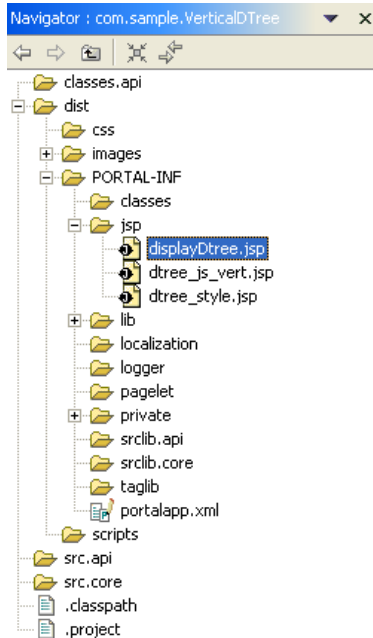 Navigator : com.sample.VerticalDTree
classes.api
dist
css
images
PORTAL-INF
classes
jsp
displayDtree.jsp
dtree_js_vert.jsp
dtree_style.jsp
lib
localization
logger
pagelet
private
srclib.api
srclib.core
taglib
portalapp.xml
scripts
src.api
src.core
.classpath
.project